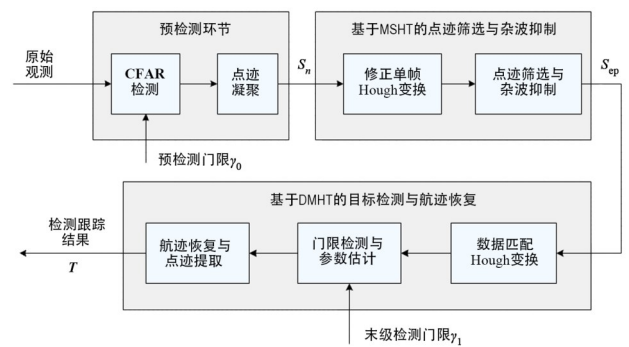 预检测环节
基于MSHT的点迹筛选与杂波抑制
原始
观测
CFAR
检测
点迹
凝聚
Sₙ
修正单帧
Hough变换
点迹筛选与
杂波抑制
Sₑₚ
预检测门限γ₀
基于DMHT的目标检测与航迹恢复
检测跟踪
结果
T
航迹恢复与
点迹提取
门限检测与
参数估计
数据匹配
Hough变换
末级检测门限γ₁